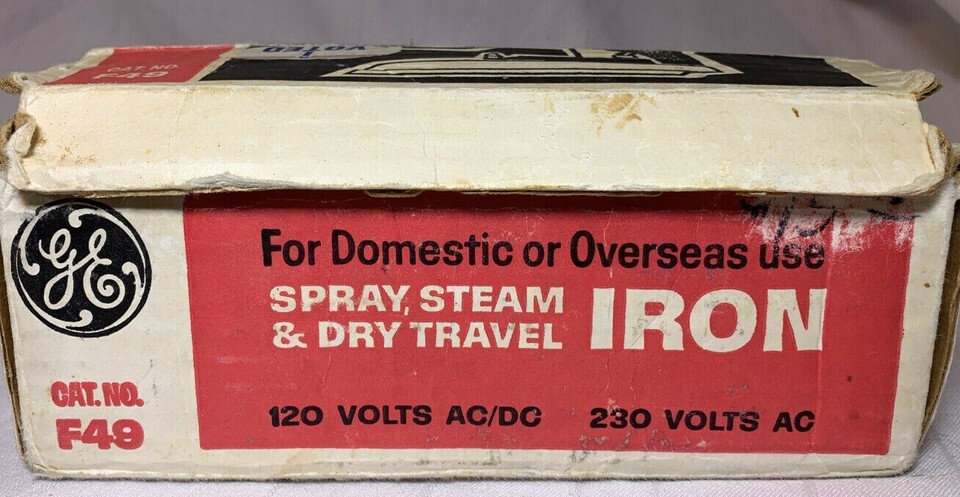 CAT. NO.
F49
VOTED
GE
For Domestic or Overseas use
SPRAY, STEAM
& DRY TRAVEL
IRON
CAT. NO.
F49
120 VOLTS AC/DC 230 VOLTS AC